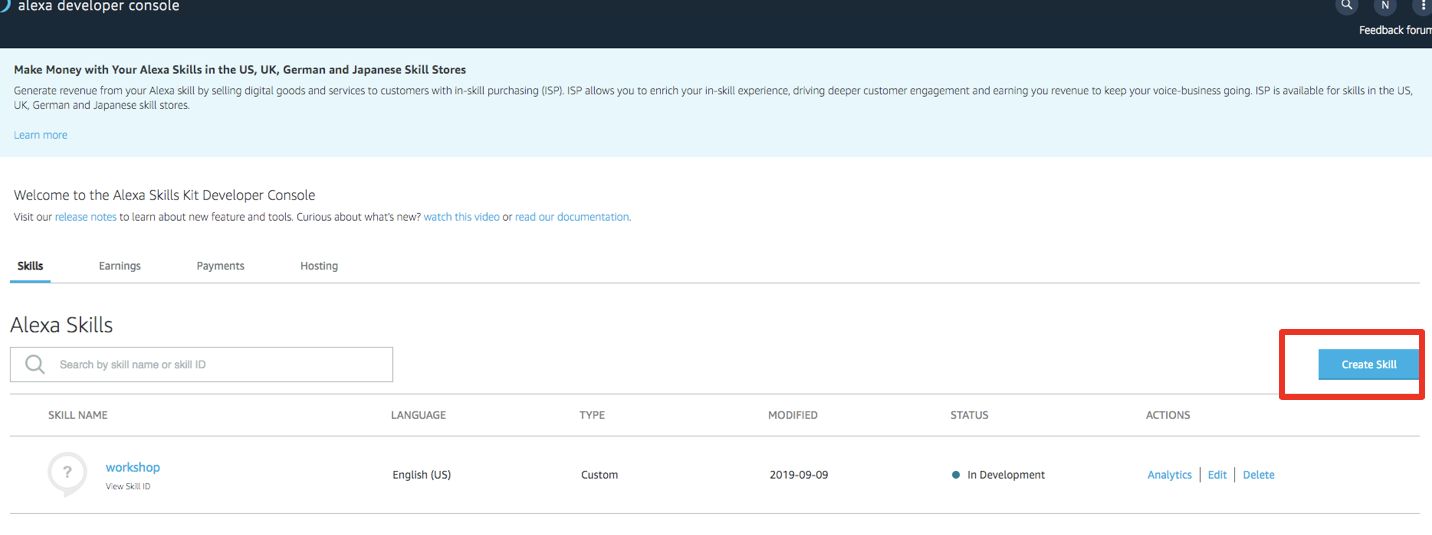 alexa developer console
N
Feedback forum
Make Money with Your Alexa Skills in the US, UK, German and Japanese Skill Stores
Generate revenue from your Alexa skill by selling digital goods and services to customers with in-skill purchasing (ISP). ISP allows you to enrich your in-skill experience, driving deeper customer engagement and earning you revenue to keep your voice-business going. ISP is available for skills in the US,
UK, German and Japanese skill stores.
Learn more
Welcome to the Alexa Skills Kit Developer Console
Visit our release notes to learn about new feature and tools. Curious about what's new? watch this video or read our documentation.
Skills Earnings Payments Hosting
Alexa Skills
Search by skill name or skill ID
Create Skill
SKILL NAME LANGUAGE TYPE MODIFIED STATUS ACTIONS
? workshop English (US) Custom 2019-09-09 In Development Analytics | Edit | Delete
View Skill ID